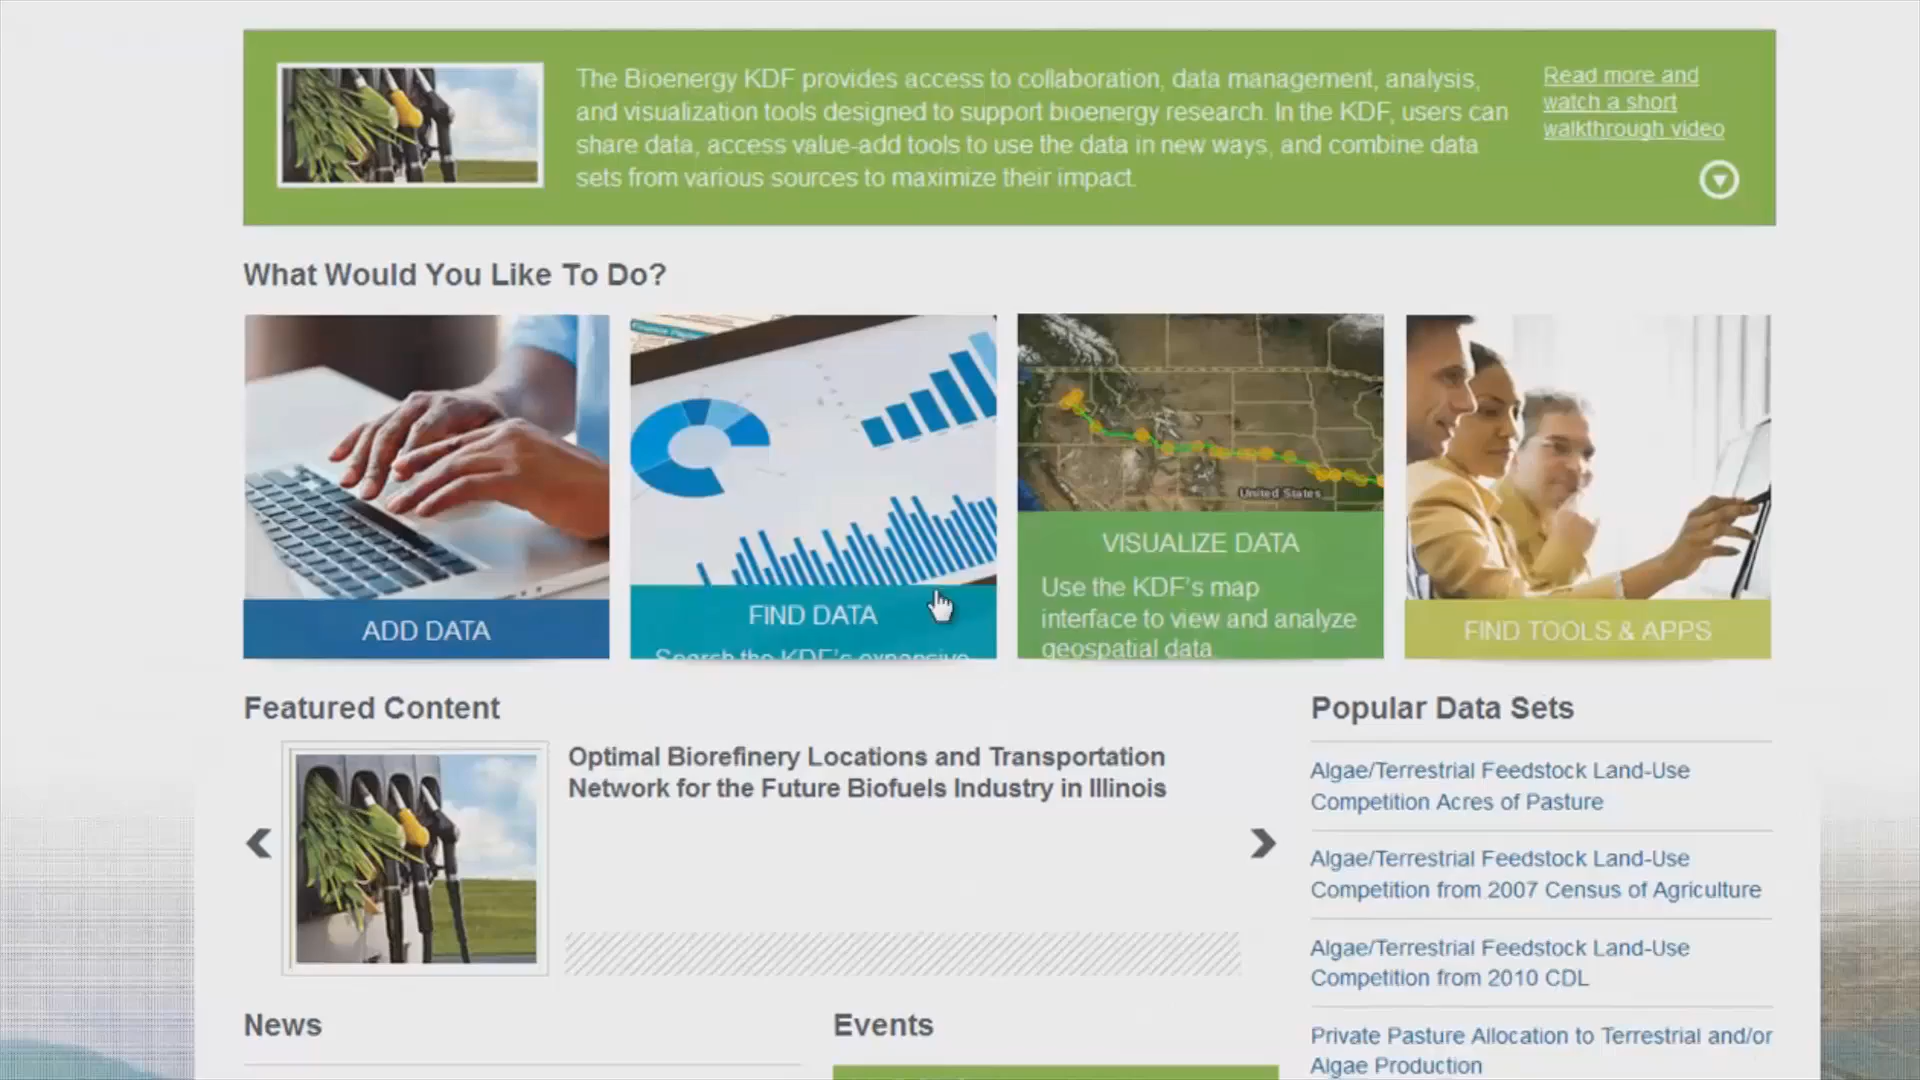 The Bioenergy KDF provides access to collaboration, data management, analysis,
and visualization tools designed to support bioenergy research. In the KDF, users can
share data, access value-add tools to use the data in new ways, and combine data
sets from various sources to maximize their impact.
Read more and
watch a short
walkthrough video
What Would You Like To Do?
ADD DATA
FIND DATA
Search the KDF's expansive
United States
VISUALIZE DATA
Use the KDF's map
interface to view and analyze
geospatial data
FIND TOOLS & APPS
Featured Content
Optimal Biorefinery Locations and Transportation
Network for the Future Biofuels Industry in Illinois
Popular Data Sets
Algae/Terrestrial Feedstock Land-Use
Competition Acres of Pasture
Algae/Terrestrial Feedstock Land-Use
Competition from 2007 Census of Agriculture
Algae/Terrestrial Feedstock Land-Use
Competition from 2010 CDL
Private Pasture Allocation to Terrestrial and/or
Algae Production
News
Events